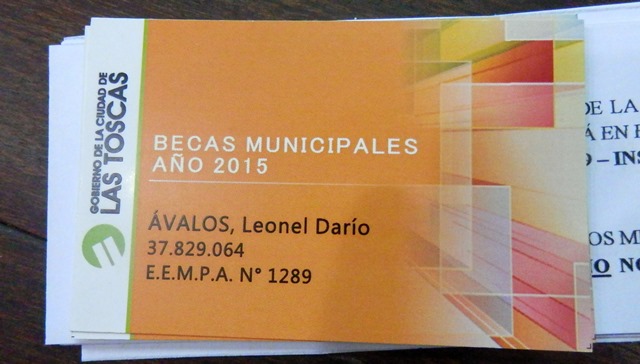 GOBIERNO DE LA CIUDAD DE
LAS TOSCAS
BECAS MUNICIPALES
AÑO 2015
ÁVALOS, Leonel Darío
37.829.064
E.E.M.P.A. N° 1289
DE LA
EN
– INS
NO